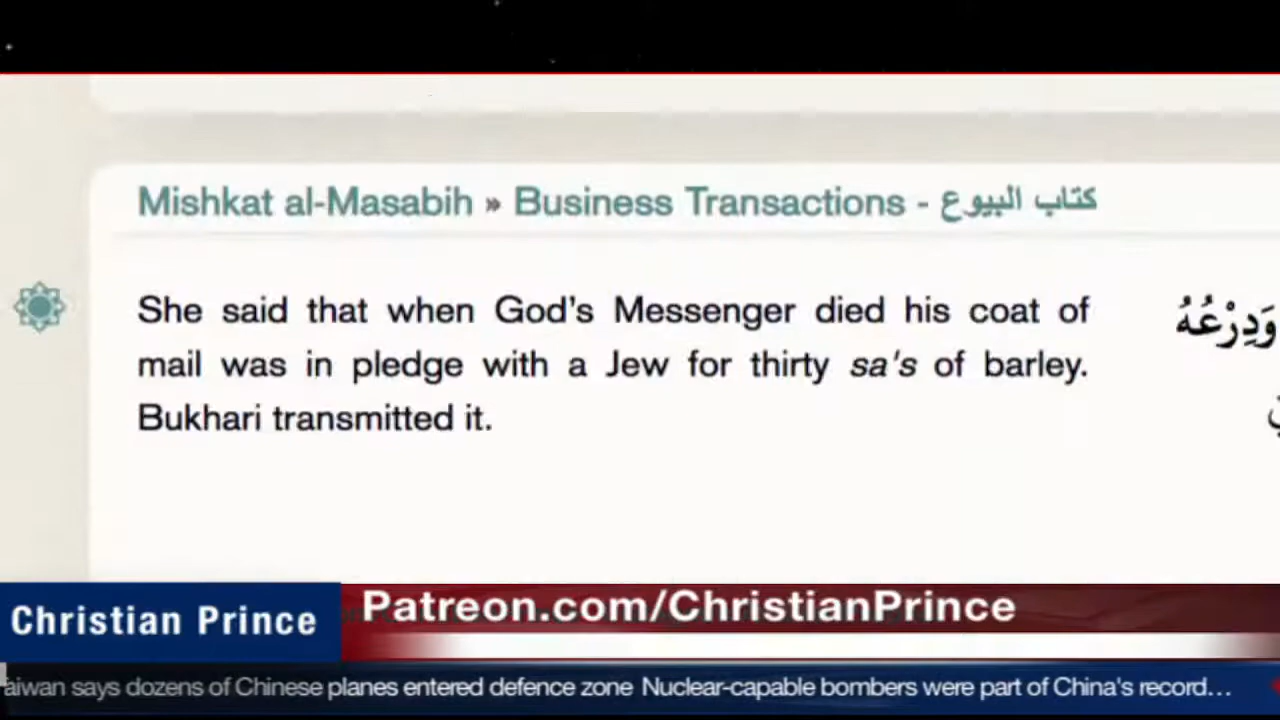 Mishkat al-Masabih » Business Transactions - كتاب البيوع
She said that when God's Messenger died his coat of
mail was in pledge with a Jew for thirty sa's of barley.
Bukhari transmitted it.
وَدِرْعُهُ
Christian Prince
Patreon.com/ChristianPrince
aiwan says dozens of Chinese planes entered defence zone Nuclear-capable bombers were part of China's record...